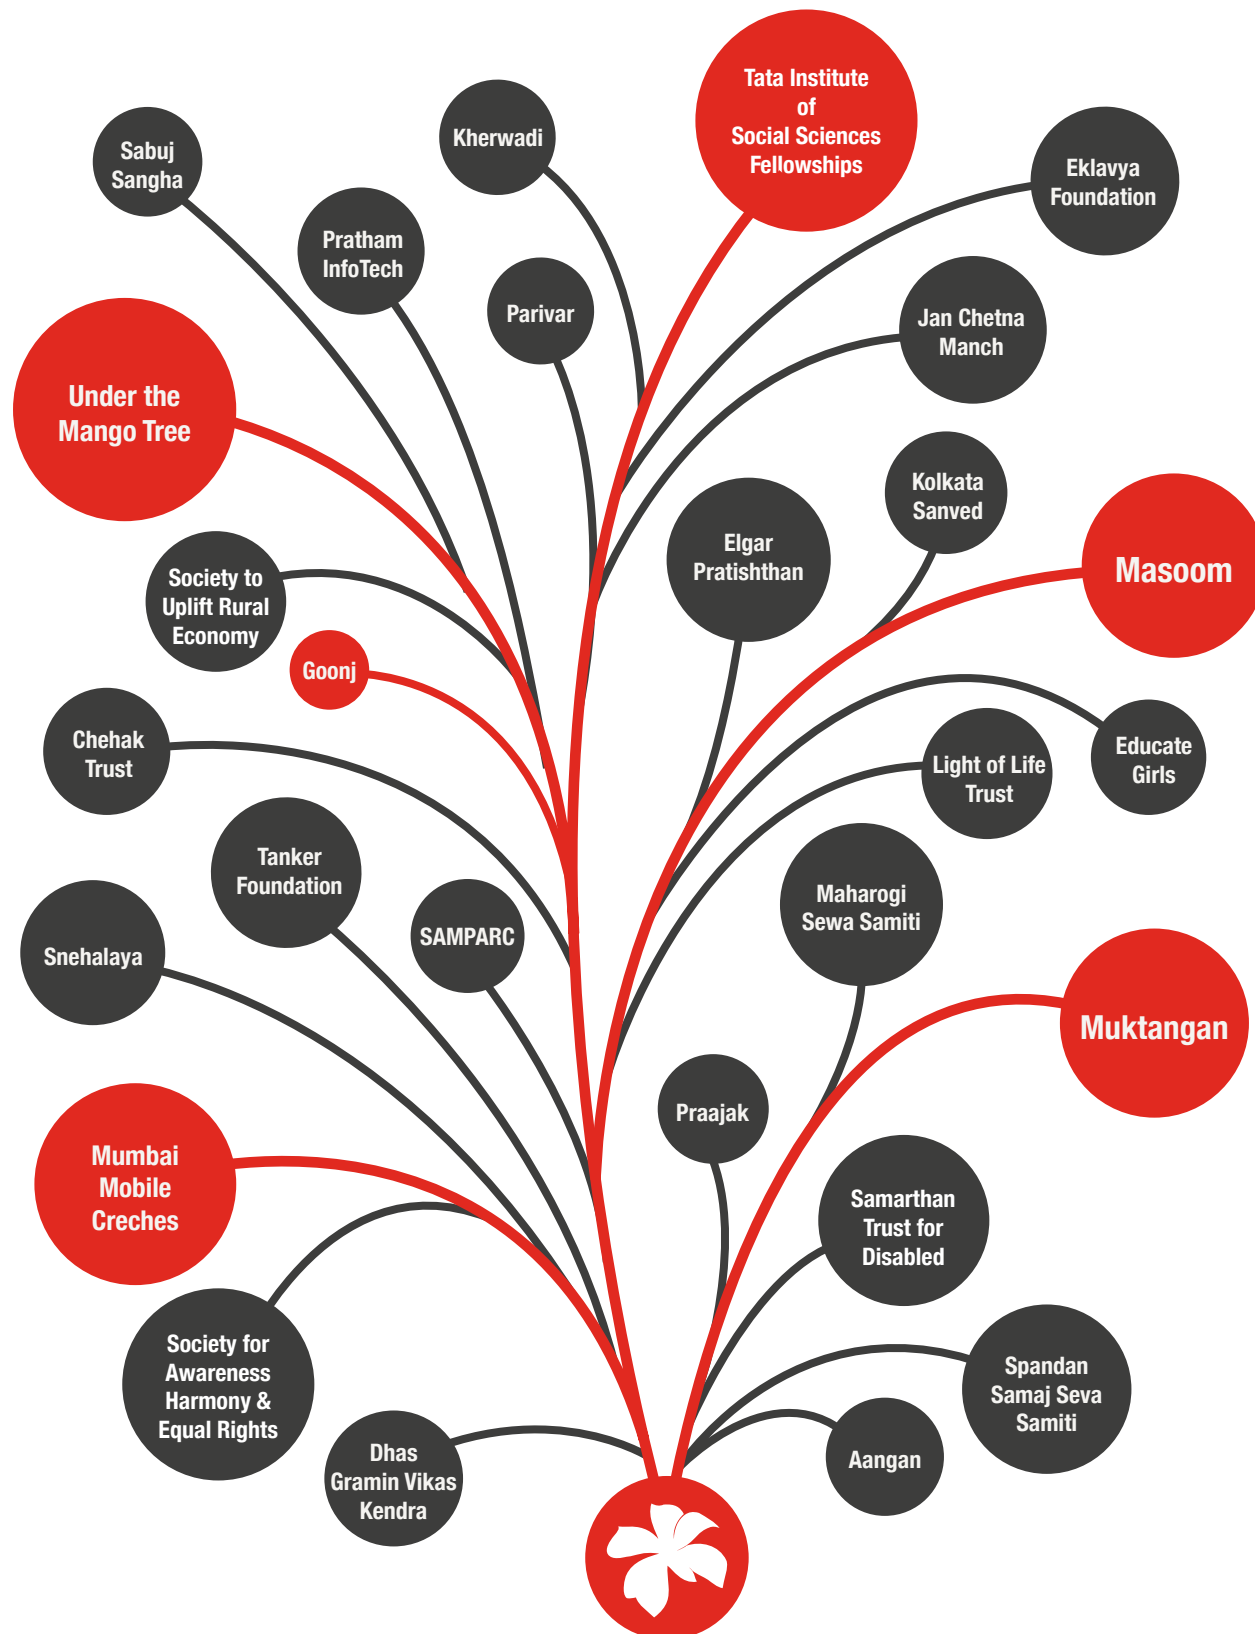 Tata Institute
of
Social Sciences
Fellowships
Kherwadi
Sabuj
Sangha
Eklavya
Foundation
Pratham
InfoTech
Parivar
Jan Chetna
Manch
Under the
Mango Tree
Kolkata
Sanved
Elgar
Pratishthan
Masoom
Society to
Uplift Rural
Economy
Goonj
Chehak
Trust
Educate
Girls
Light of Life
Trust
Tanker
Foundation
Maharogi
Sewa Samiti
SAMPARC
Snehalaya
Muktangan
Praajak
Mumbai
Mobile
Creches
Samarthan
Trust for
Disabled
Society for
Awareness
Harmony &
Equal Rights
Spandan
Samaj Seva
Samiti
Dhas
Gramin Vikas
Kendra
Aangan